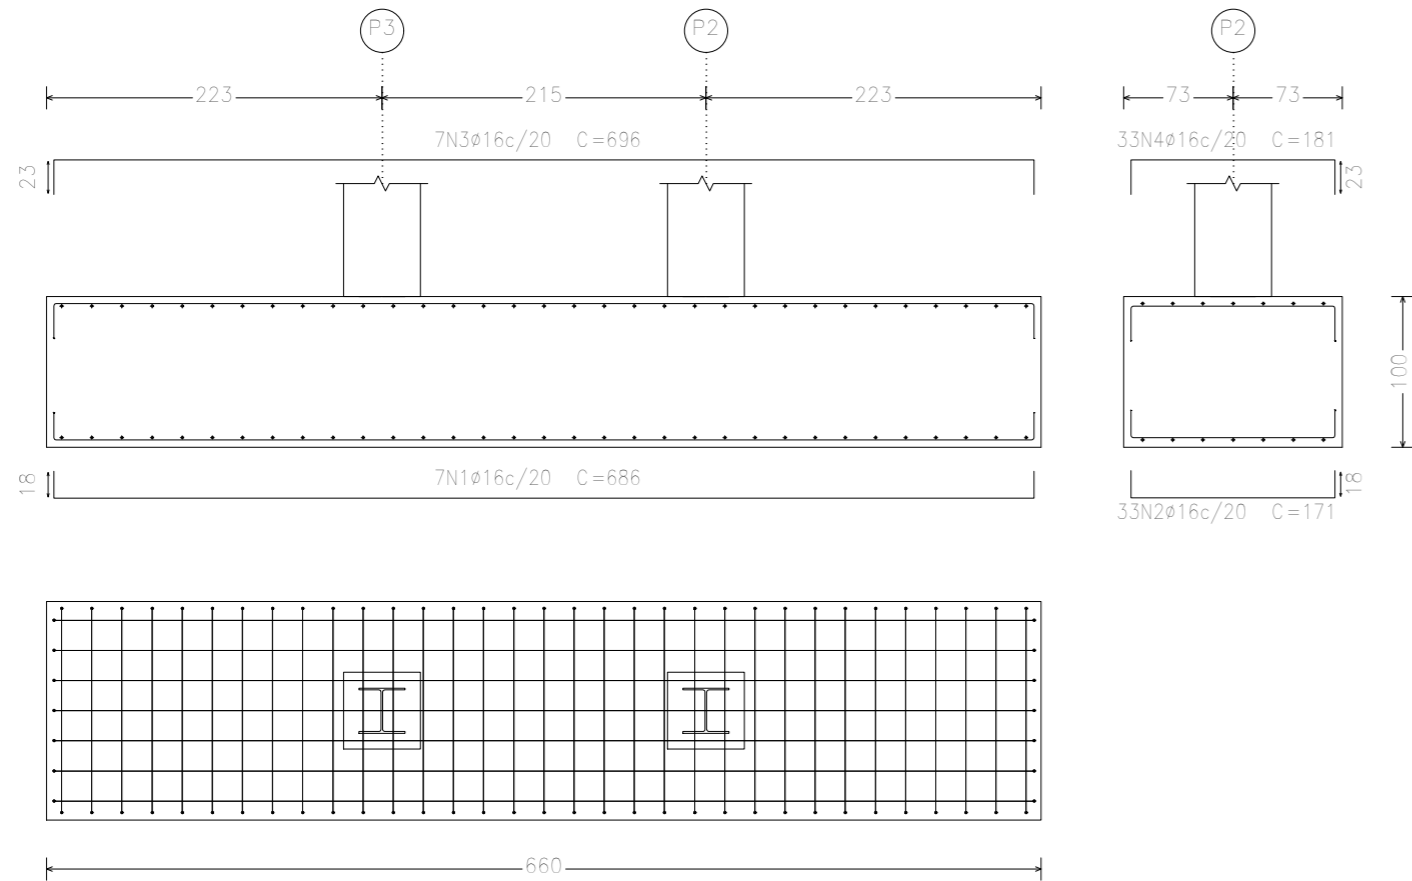 P3 P2 P2
223 215 223 73 73
7N3ø16c/20 C=696 33N4ø16c/20 C=181
23 23
100
7N1ø16c/20 C=686
18 18
33N2ø16c/20 C=171
660